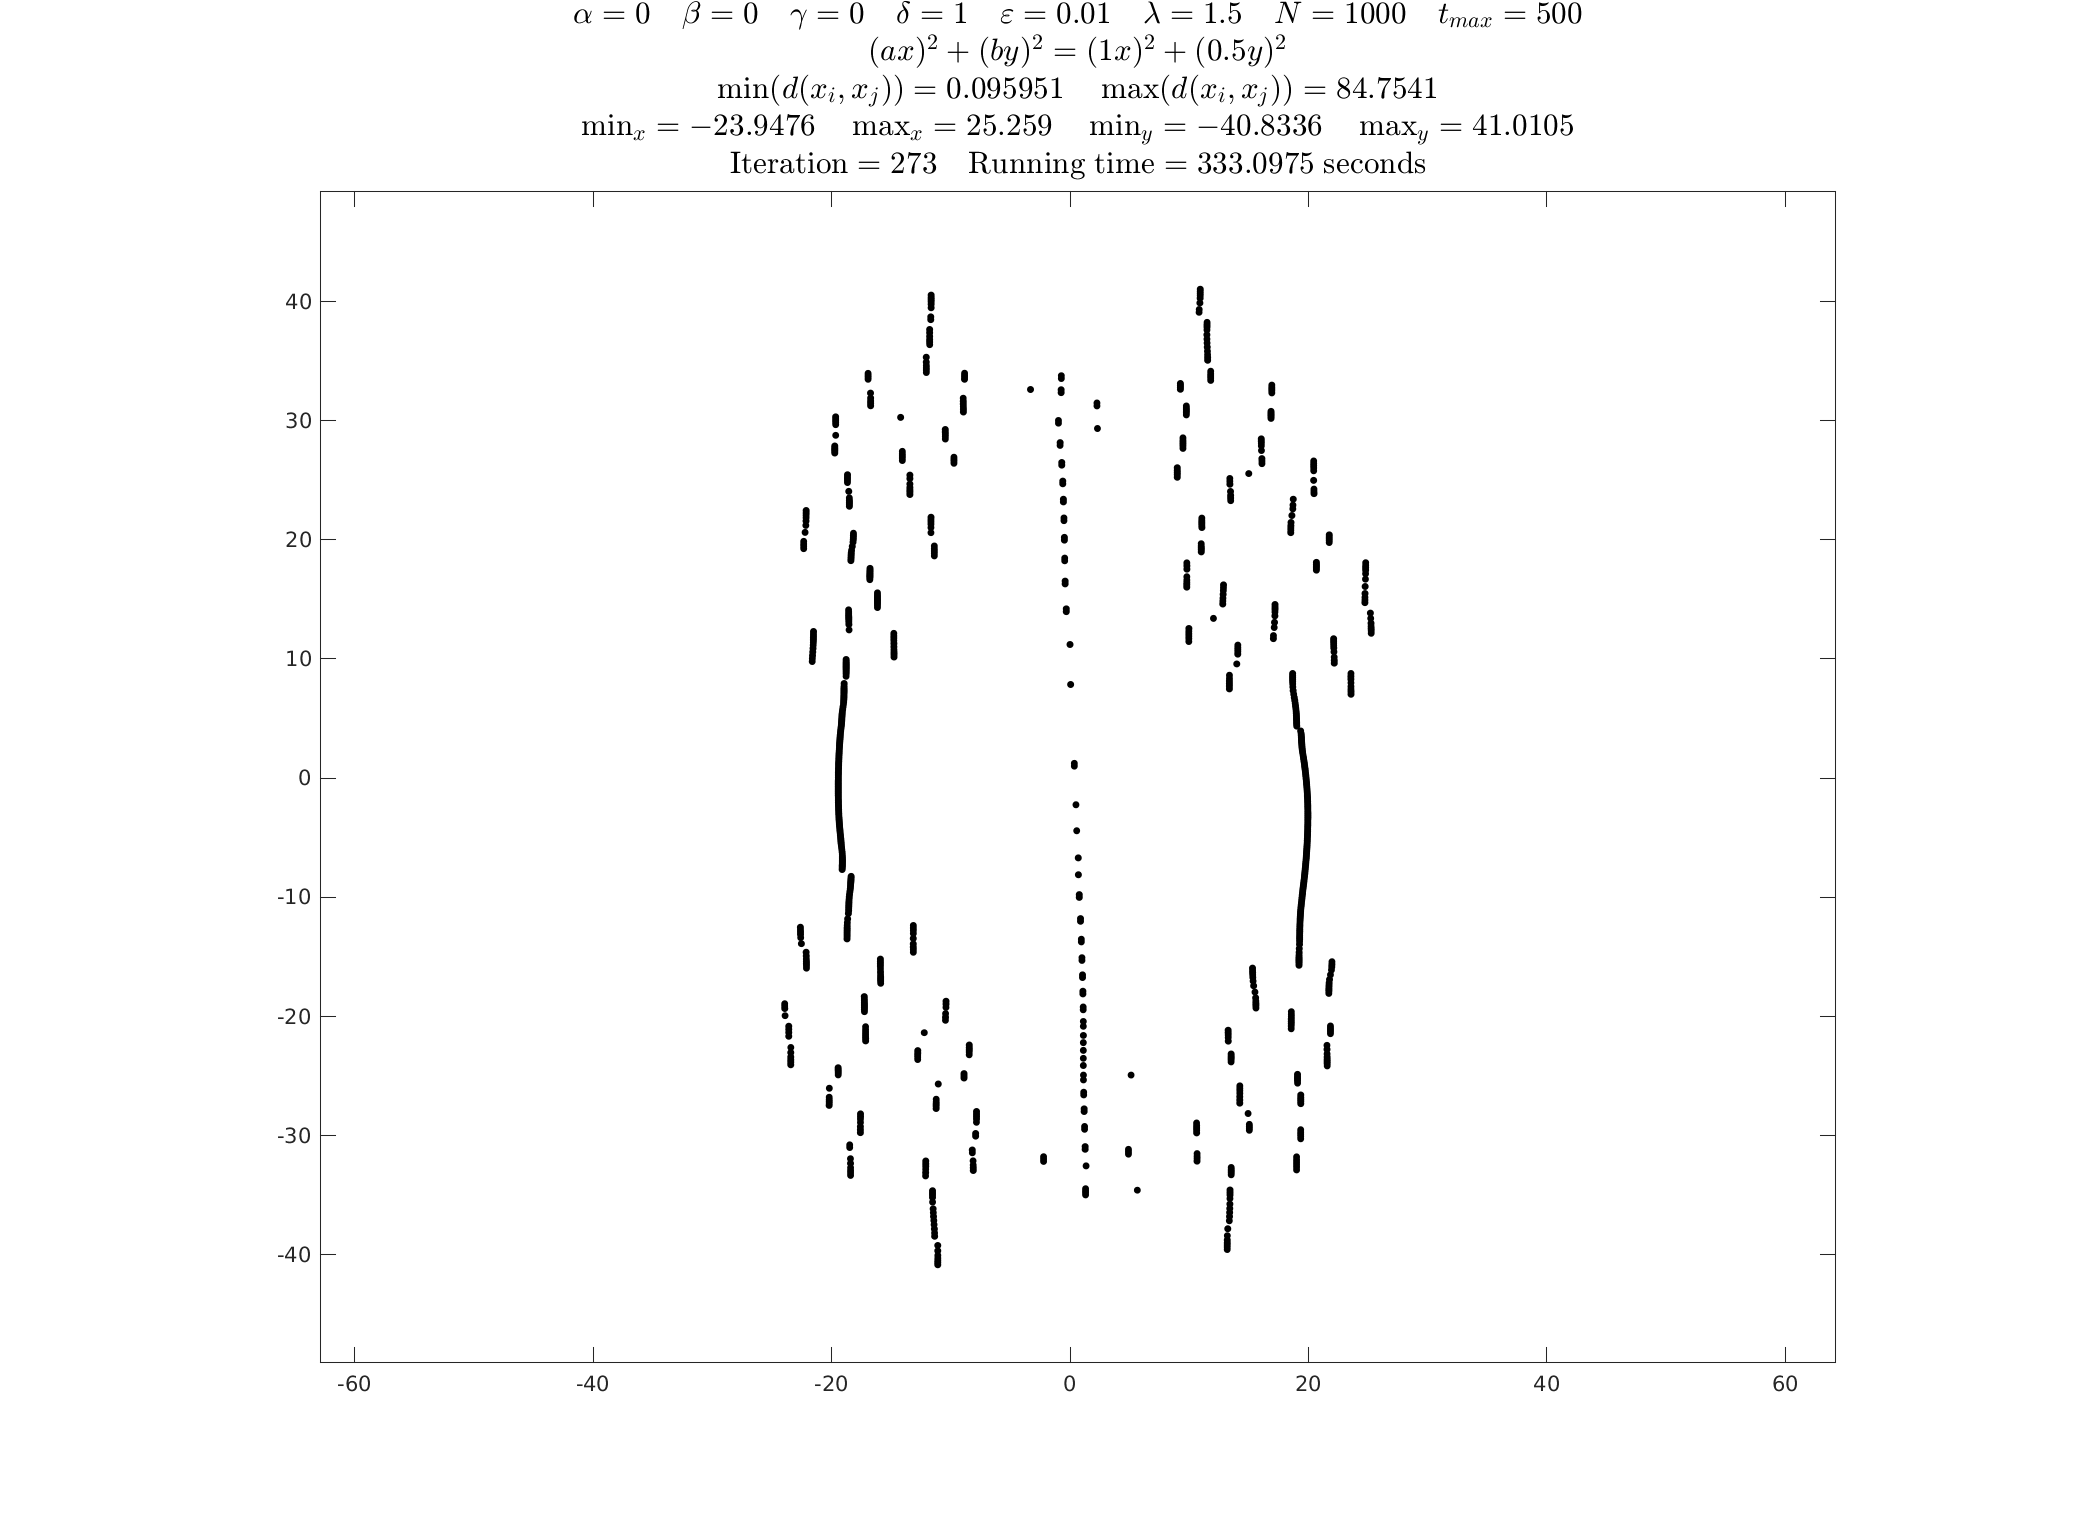 α = 0 β = 0 γ = 0 δ = 1 ε = 0.01 λ = 1.5 N = 1000 t_max = 500
(ax)² + (by)² = (1x)² + (0.5y)²
min(d(x_i, x_j)) = 0.095951 max(d(x_i, x_j)) = 84.7541
min_x = −23.9476 max_x = 25.259 min_y = −40.8336 max_y = 41.0105
Iteration = 273 Running time = 333.0975 seconds
40
30
20
10
0
-10
-20
-30
-40
-60 -40 -20 0 20 40 60